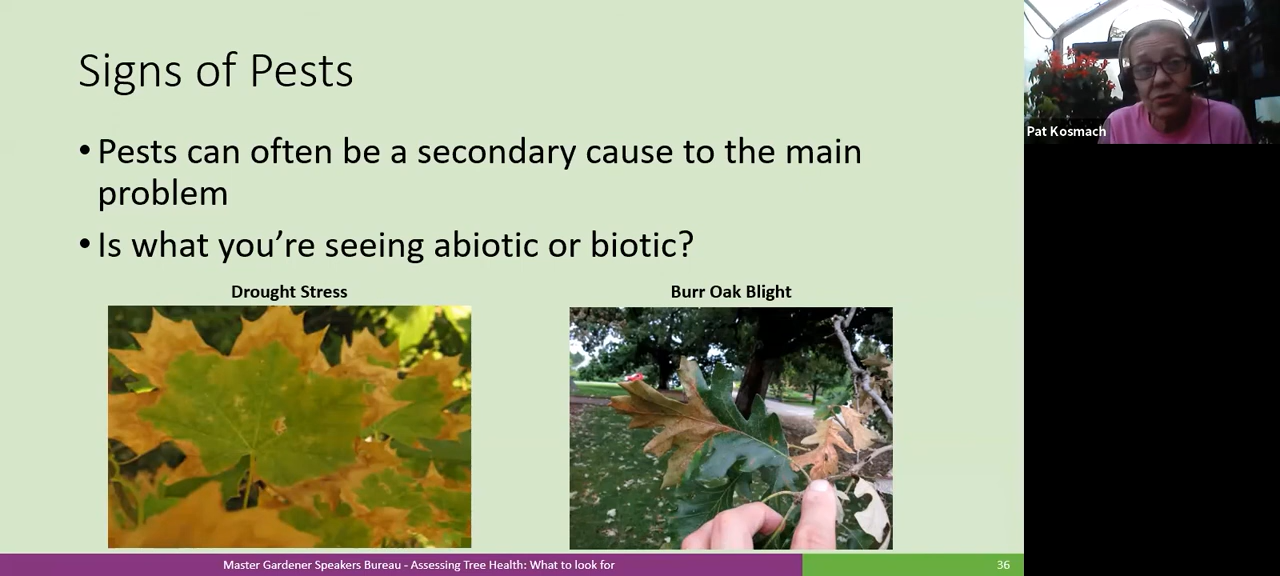 Signs of Pests
• Pests can often be a secondary cause to the main
problem
• Is what you're seeing abiotic or biotic?
Drought Stress
Burr Oak Blight
Master Gardener Speakers Bureau - Assessing Tree Health: What to look for
36
Pat Kosmach